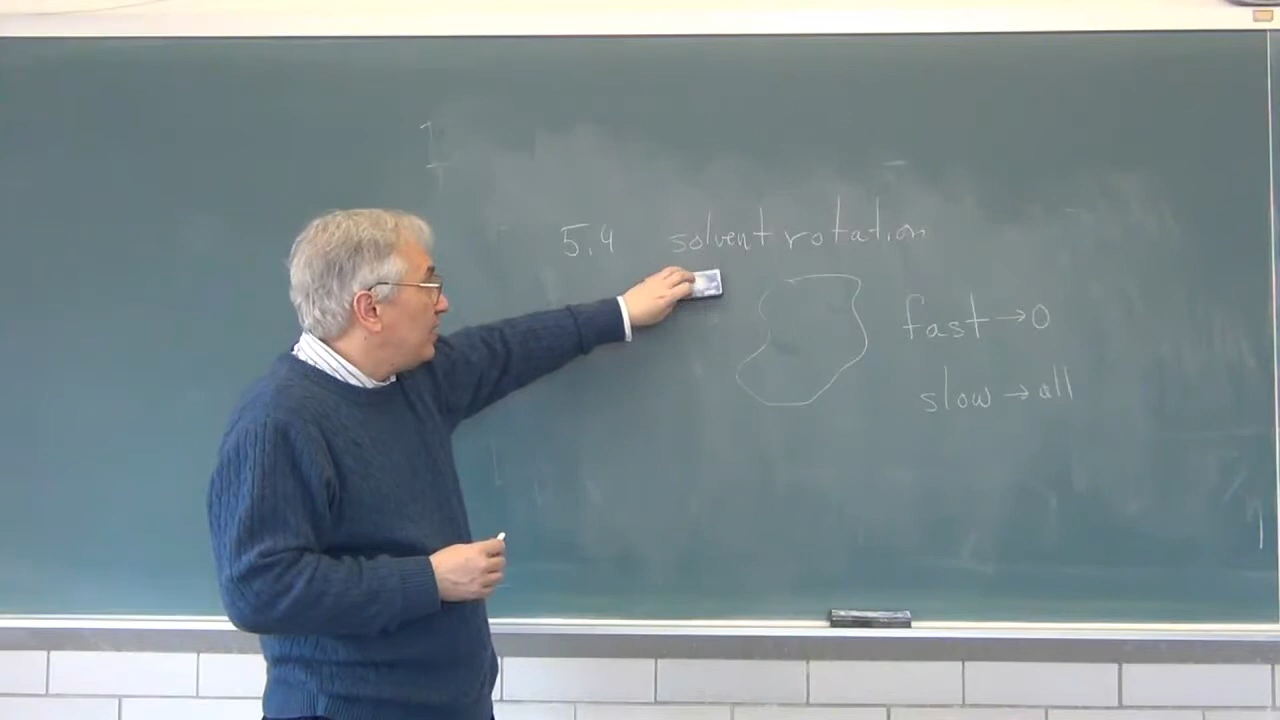 5.4 solvent rotation
fast → 0
slow → all